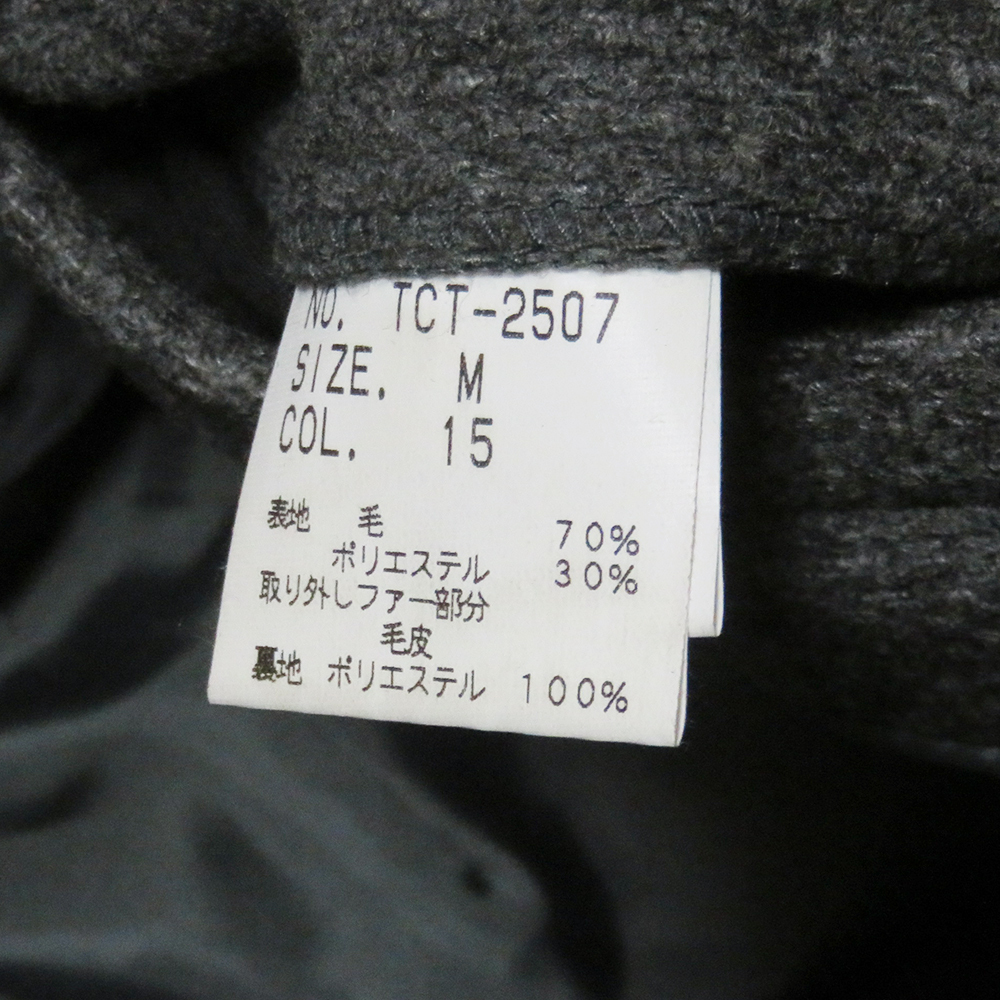 NO. TCT-2507
SIZE. M
COL. 15
表地 毛 70%
ポリエステル 30%
取り外しファー部分
毛皮
裏地 ポリエステル 100%